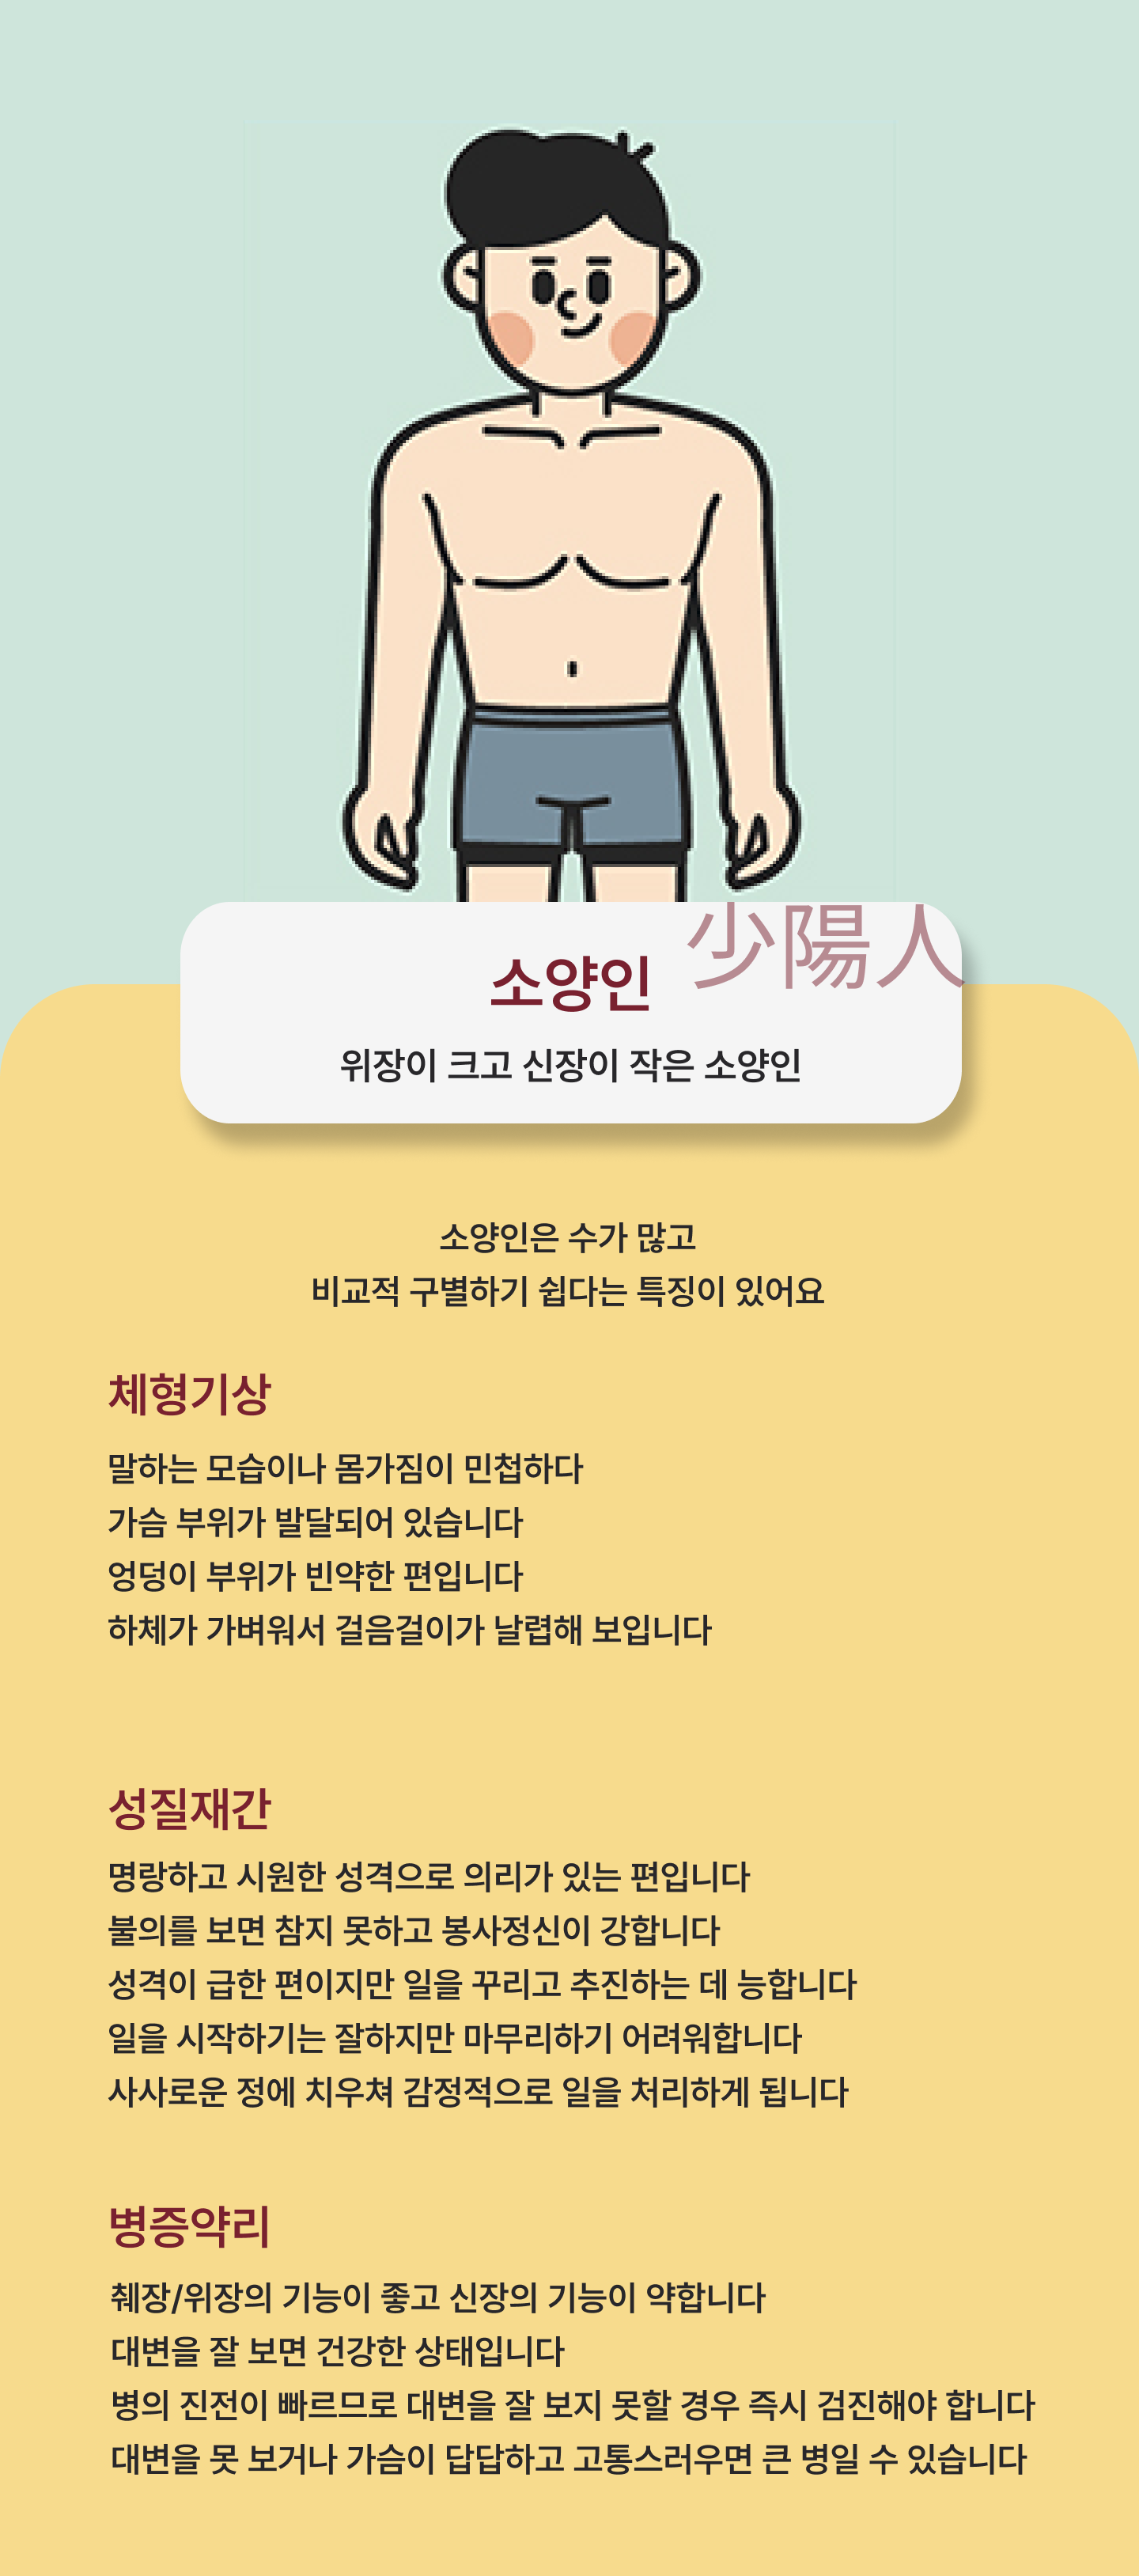 少陽人
소양인
위장이 크고 신장이 작은 소양인
소양인은 수가 많고
비교적 구별하기 쉽다는 특징이 있어요
체형기상
말하는 모습이나 몸가짐이 민첩하다
가슴 부위가 발달되어 있습니다
엉덩이 부위가 빈약한 편입니다
하체가 가벼워서 걸음걸이가 날렵해 보입니다
성질재간
명랑하고 시원한 성격으로 의리가 있는 편입니다
불의를 보면 참지 못하고 봉사정신이 강합니다
성격이 급한 편이지만 일을 꾸리고 추진하는 데 능합니다
일을 시작하기는 잘하지만 마무리하기 어려워합니다
사사로운 정에 치우쳐 감정적으로 일을 처리하게 됩니다
병증약리
췌장/위장의 기능이 좋고 신장의 기능이 약합니다
대변을 잘 보면 건강한 상태입니다
병의 진전이 빠르므로 대변을 잘 보지 못할 경우 즉시 검진해야 합니다
대변을 못 보거나 가슴이 답답하고 고통스러우면 큰 병일 수 있습니다